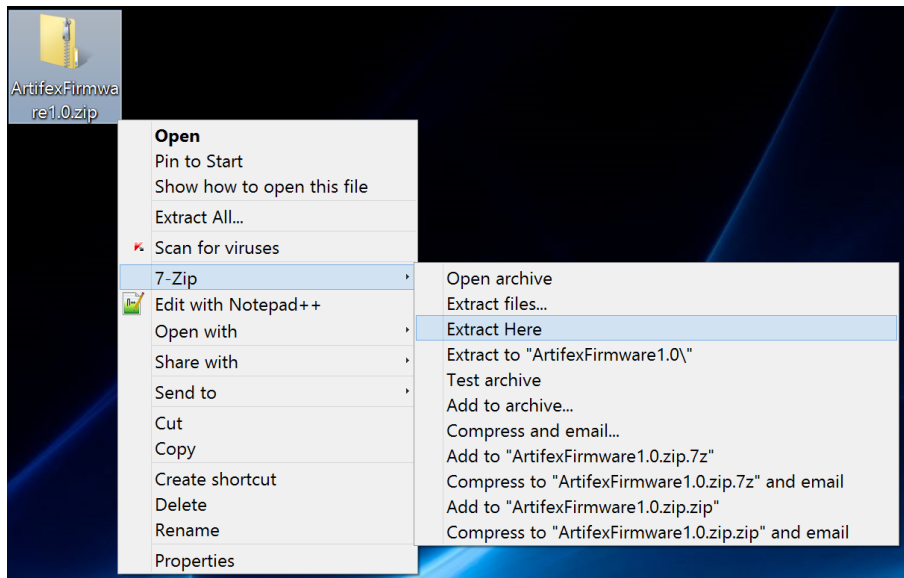 ArtifexFirmwa
re1.0.zip
Open
Pin to Start
Show how to open this file
Extract All...
Scan for viruses
7-Zip
Edit with Notepad++
Open with
Share with
Send to
Cut
Copy
Create shortcut
Delete
Rename
Properties
Open archive
Extract files...
Extract Here
Extract to "ArtifexFirmware1.0\"
Test archive
Add to archive...
Compress and email...
Add to "ArtifexFirmware1.0.zip.7z"
Compress to "ArtifexFirmware1.0.zip.7z" and email
Add to "ArtifexFirmware1.0.zip.zip"
Compress to "ArtifexFirmware1.0.zip.zip" and email